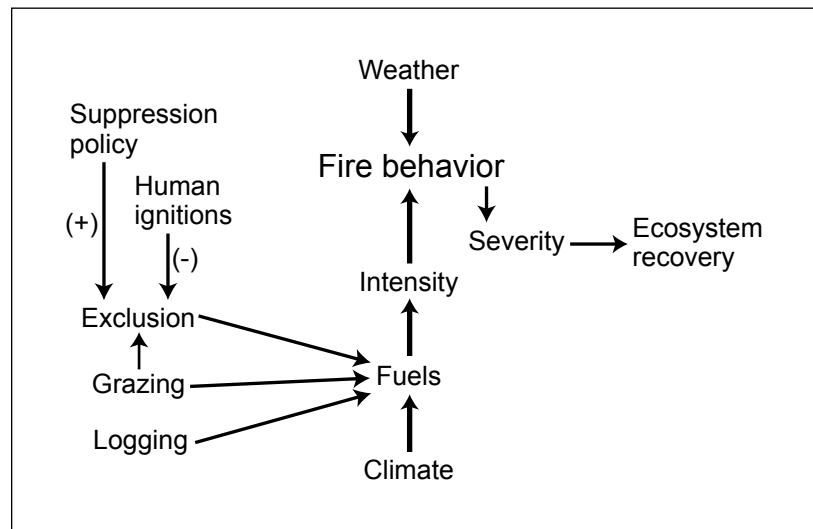 Weather
Suppression
policy
Fire behavior
Human
ignitions
(+)
(-)
Severity
Ecosystem
recovery
Intensity
Exclusion
Grazing
Fuels
Logging
Climate